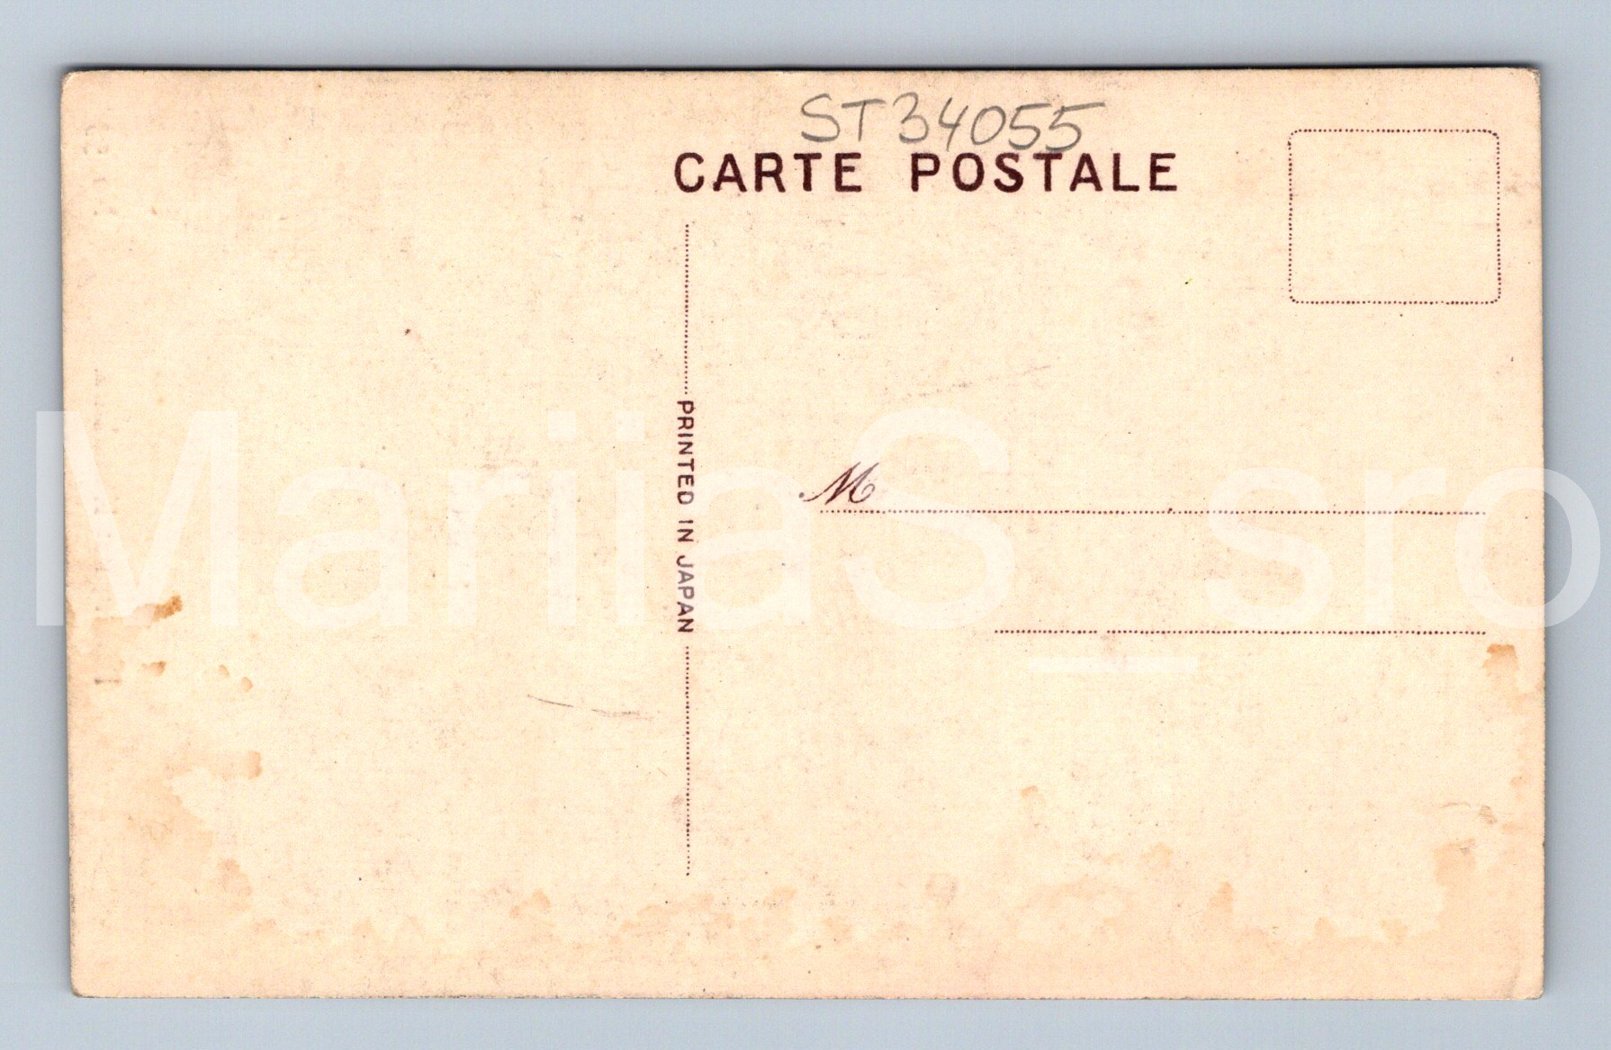 ST34055
CARTE POSTALE
PRINTED IN JAPAN
M
MariiaS_sro